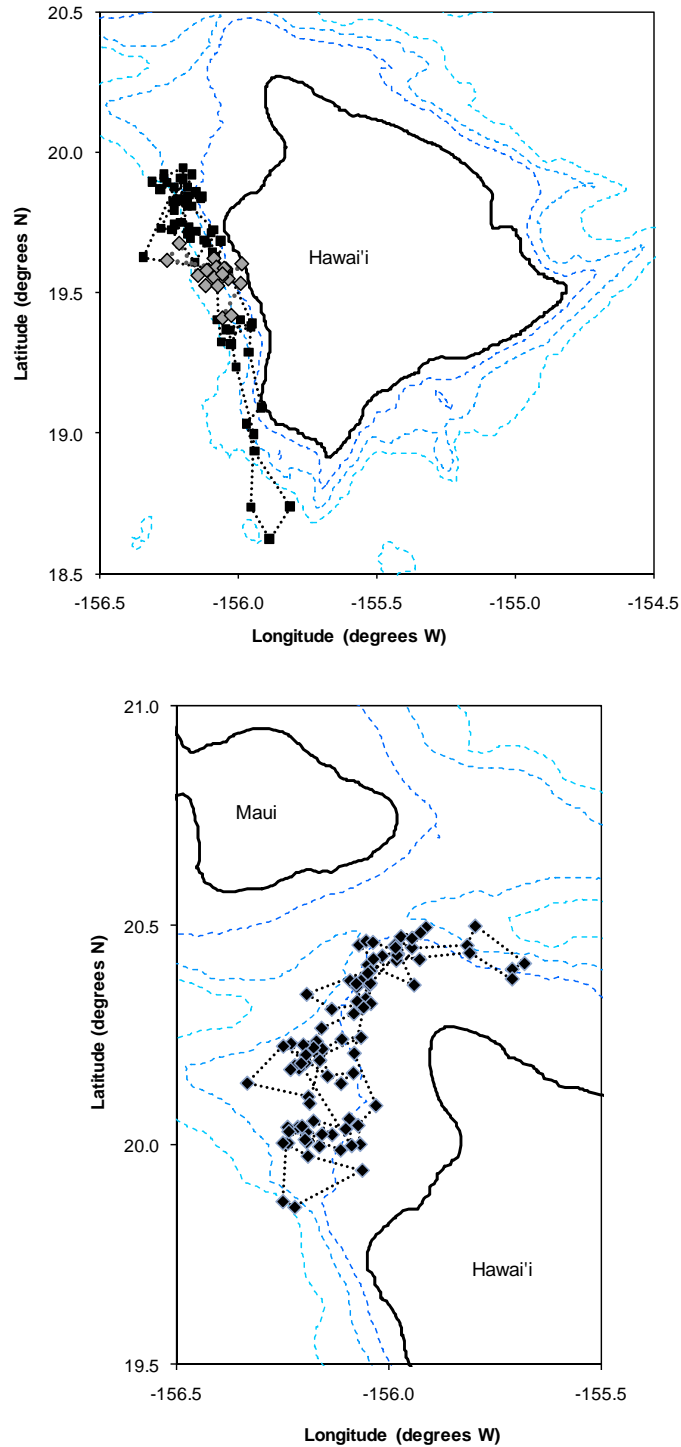 20.5
20.0
Hawai'i
19.5
19.0
18.5
-156.5 -156.0 -155.5 -155.0 -154.5
Latitude (degrees N)
Longitude (degrees W)
21.0
Maui
20.5
20.0
Hawai'i
19.5
-156.5 -156.0 -155.5
Latitude (degrees N)
Longitude (degrees W)